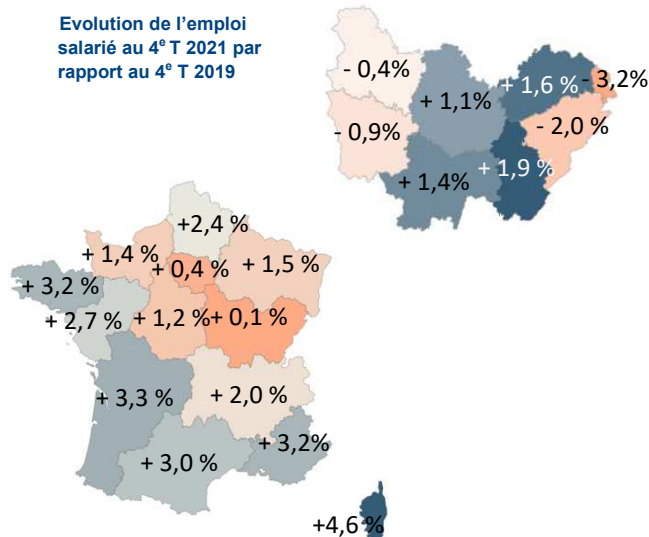 Evolution de l'emploi
salarié au 4e T 2021 par
rapport au 4e T 2019
- 0,4%
+ 1,6 %
- 3,2%
+ 1,1%
- 0,9%
- 2,0 %
+ 1,9 %
+ 1,4%
+2,4 %
+ 1,4 %
+ 0,4 %
+ 1,5 %
+ 3,2 %
+ 2,7 %
+ 1,2 %
+ 0,1 %
+ 3,3 %
+ 2,0 %
+ 3,2%
+ 3,0 %
+4,6 %